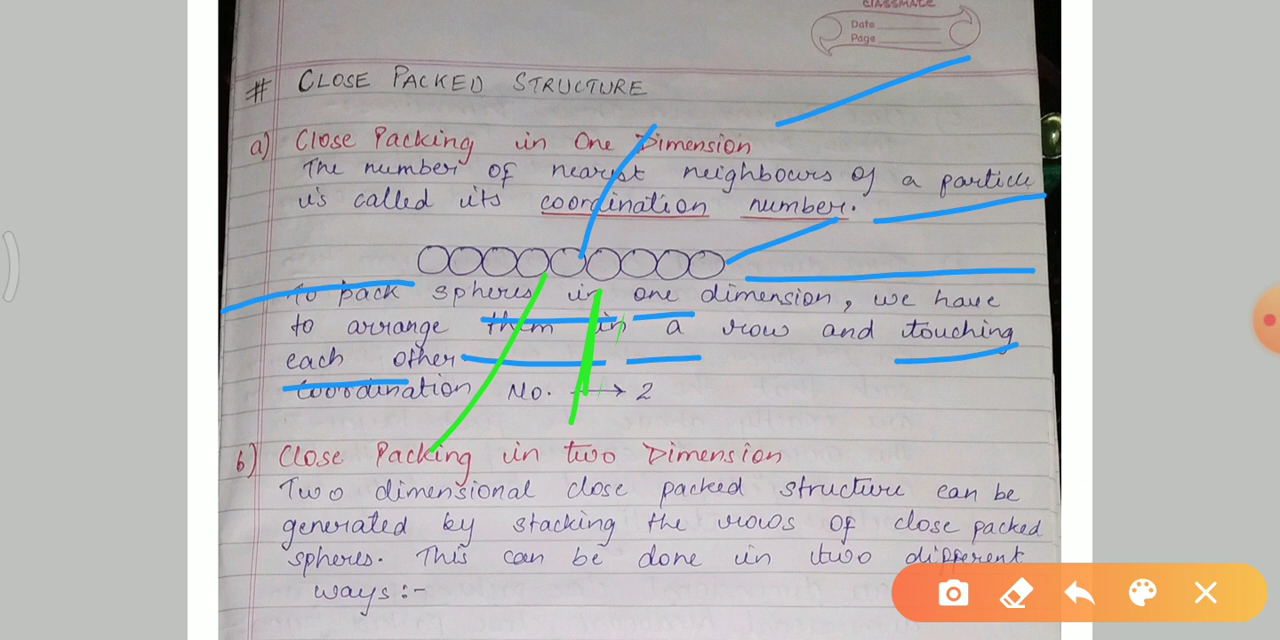 CLASSMATE
Date
Page
# CLOSE PACKED STRUCTURE
a) Close Packing in One Dimension
The number of nearest neighbours of a particle
is called its coordination number.
To pack spheres in one dimension, we have
to arrange them in a row and touching
each other
Coordination No. → 2
b) Close Packing in two Dimension
Two dimensional close packed structure can be
generated by stacking the rows of close packed
spheres. This can be done in two different
ways :-